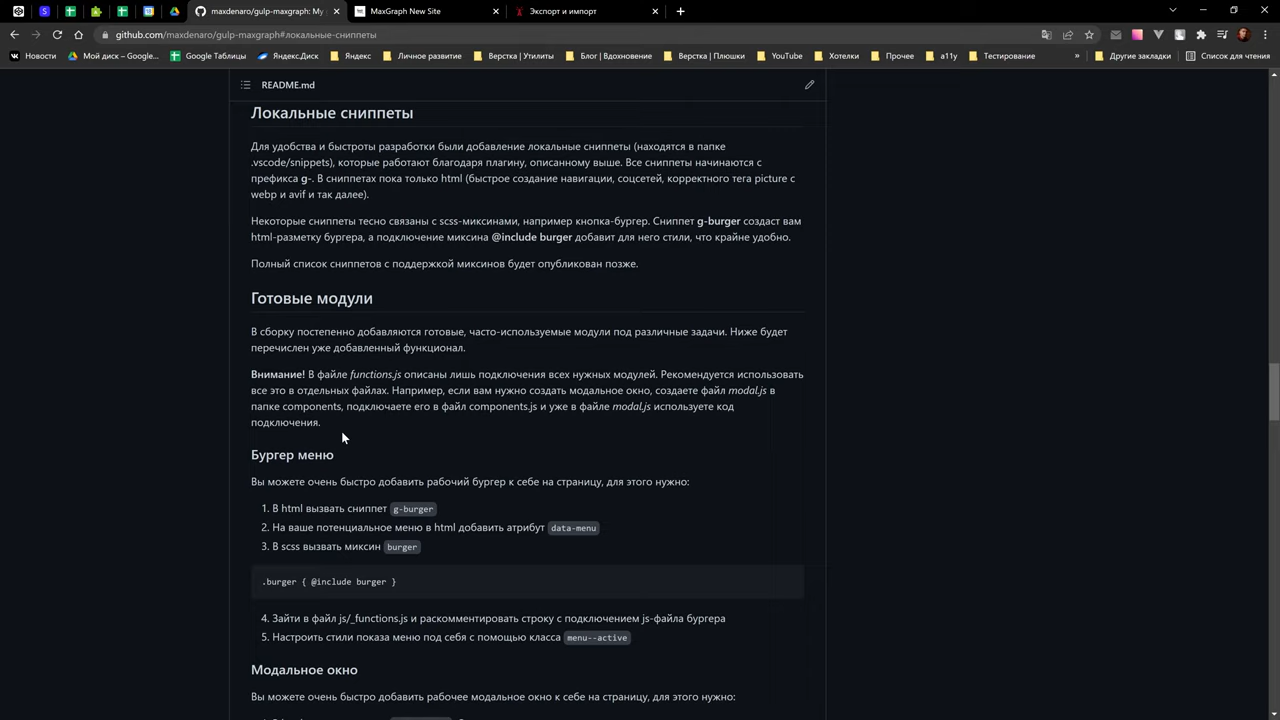 maxdenaro/gulp-maxgraph: My
MaxGraph New Site
Экспорт и импорт
github.com/maxdenaro/gulp-maxgraph#локальные-сниппеты
Новости
Мой диск – Google...
Google Таблицы
Яндекс.Диск
Яндекс
Личное развитие
Верстка | Утилиты
Блог | Вдохновение
Верстка | Плюшки
YouTube
Хотелки
Прочее
a11y
Тестирование
»
Другие закладки
Список для чтения
README.md
Локальные сниппеты
Для удобства и быстроты разработки были добавление локальные сниппеты (находятся в папке
.vscode/snippets), которые работают благодаря плагину, описанному выше. Все сниппеты начинаются с
префикса g-. В сниппетах пока только html (быстрое создание навигации, соцсетей, корректного тега picture с
webp и avif и так далее).
Некоторые сниппеты тесно связаны с scss-миксинами, например кнопка-бургер. Сниппет g-burger создаст вам
html-разметку бургера, а подключение миксина @include burger добавит для него стили, что крайне удобно.
Полный список сниппетов с поддержкой миксинов будет опубликован позже.
Готовые модули
В сборку постепенно добавляются готовые, часто-используемые модули под различные задачи. Ниже будет
перечислен уже добавленный функционал.
Внимание! В файле functions.js описаны лишь подключения всех нужных модулей. Рекомендуется использовать
все это в отдельных файлах. Например, если вам нужно создать модальное окно, создаете файл modal.js в
папке components, подключаете его в файл components.js и уже в файле modal.js используете код
подключения.
Бургер меню
Вы можете очень быстро добавить рабочий бургер к себе на страницу, для этого нужно:
1. В html вызвать сниппет g-burger
2. На ваше потенциальное меню в html добавить атрибут data-menu
3. В scss вызвать миксин burger
.burger { @include burger }
4. Зайти в файл js/_functions.js и раскомментировать строку с подключением js-файла бургера
5. Настроить стили показа меню под себя с помощью класса menu--active
Модальное окно
Вы можете очень быстро добавить рабочее модальное окно к себе на страницу, для этого нужно: